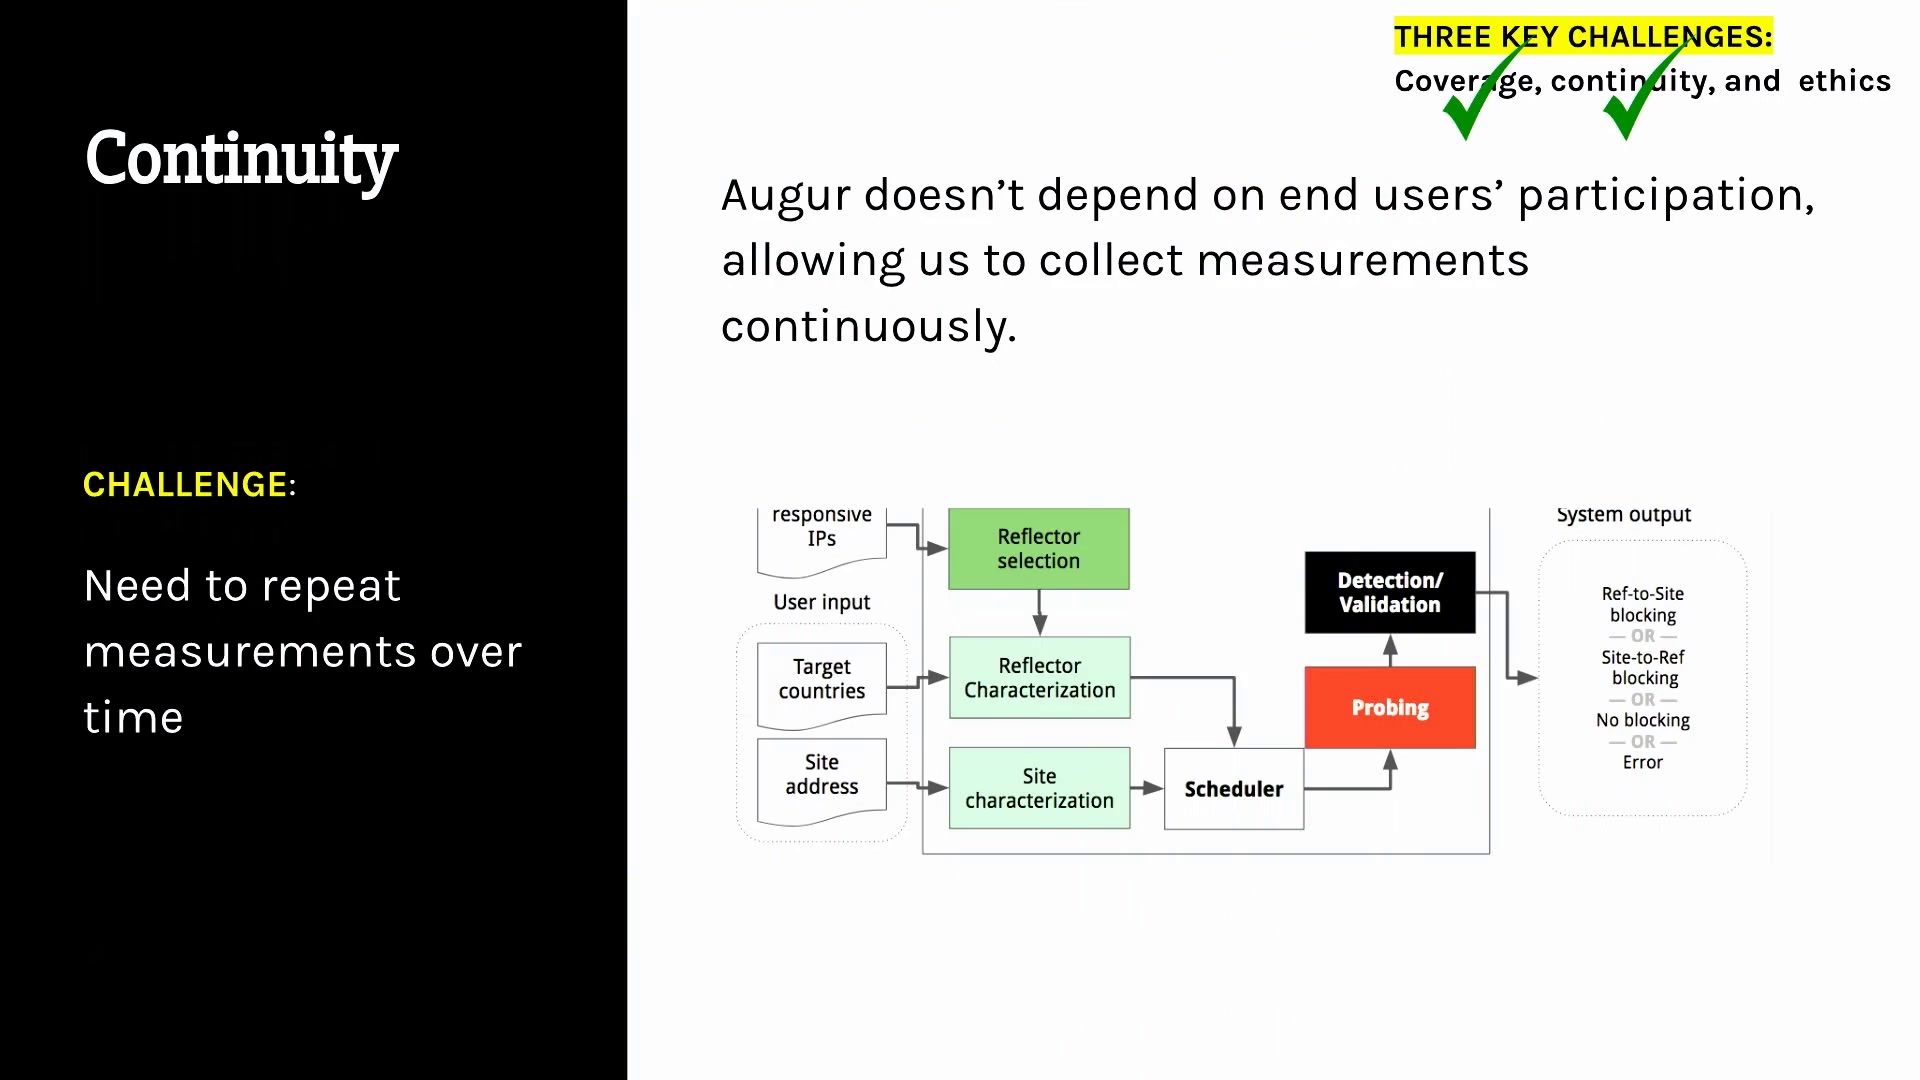 THREE KEY CHALLENGES:
Coverage, continuity, and ethics
Continuity
CHALLENGE:
Need to repeat
measurements over
time
Augur doesn’t depend on end users’ participation,
allowing us to collect measurements
continuously.
responsive
IPs
User input
Target
countries
Site
address
Reflector
selection
Reflector
Characterization
Site
characterization
Scheduler
Detection/
Validation
Probing
System output
Ref-to-Site
blocking
— OR —
Site-to-Ref
blocking
— OR —
No blocking
— OR —
Error